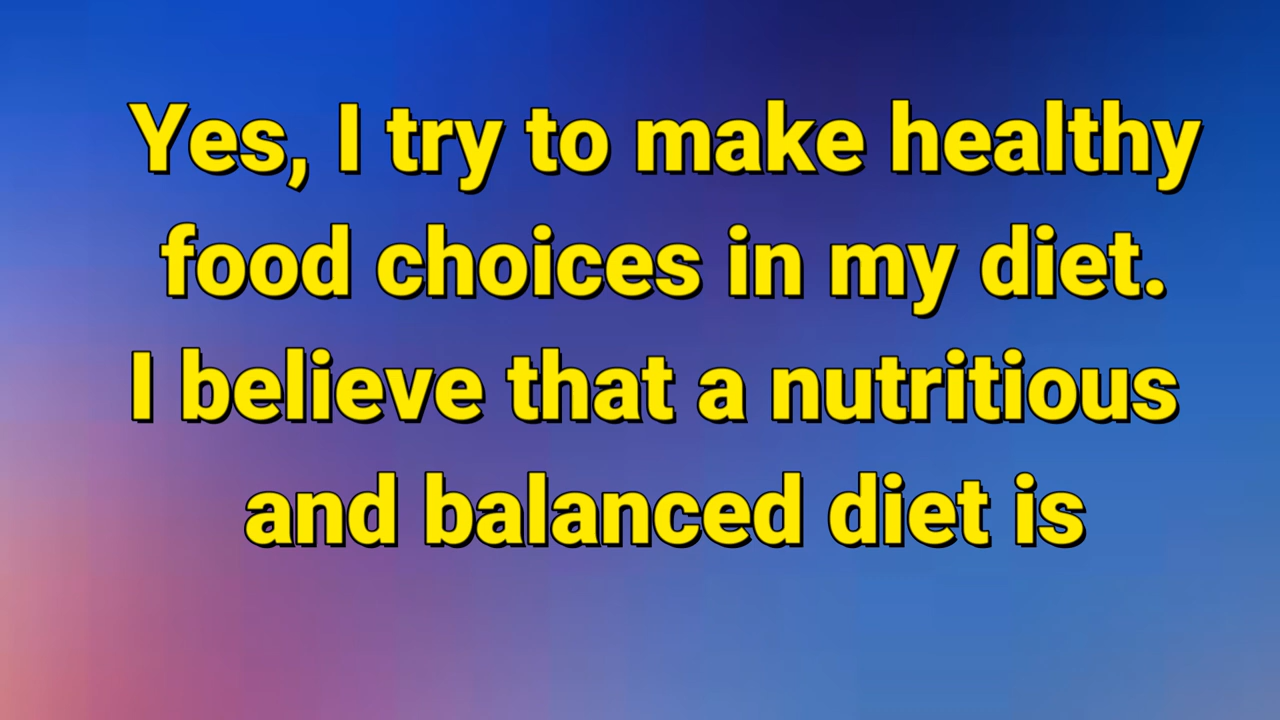 Yes, I try to make healthy
food choices in my diet.
I believe that a nutritious
and balanced diet is